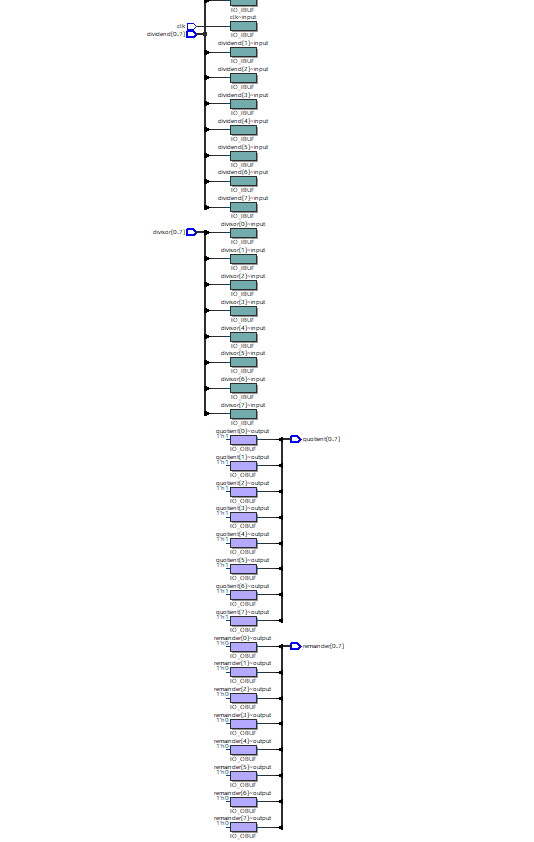 IO_IBUF
clk~input
clk
IO_IBUF
dividend[0..7]
dividend[1]~input
IO_IBUF
dividend[2]~input
IO_IBUF
dividend[3]~input
IO_IBUF
dividend[4]~input
IO_IBUF
dividend[5]~input
IO_IBUF
dividend[6]~input
IO_IBUF
dividend[7]~input
IO_IBUF
divisor[0..7]
divisor[0]~input
IO_IBUF
divisor[1]~input
IO_IBUF
divisor[2]~input
IO_IBUF
divisor[3]~input
IO_IBUF
divisor[4]~input
IO_IBUF
divisor[5]~input
IO_IBUF
divisor[6]~input
IO_IBUF
divisor[7]~input
IO_IBUF
quotient[0]~output
1'h1
quotient[0..7]
IO_OBUF
quotient[1]~output
1'h1
IO_OBUF
quotient[2]~output
1'h1
IO_OBUF
quotient[3]~output
1'h1
IO_OBUF
quotient[4]~output
1'h1
IO_OBUF
quotient[5]~output
1'h1
IO_OBUF
quotient[6]~output
1'h1
IO_OBUF
quotient[7]~output
1'h1
IO_OBUF
remainder[0]~output
1'h0
remainder[0..7]
IO_OBUF
remainder[1]~output
1'h0
IO_OBUF
remainder[2]~output
1'h0
IO_OBUF
remainder[3]~output
1'h0
IO_OBUF
remainder[4]~output
1'h0
IO_OBUF
remainder[5]~output
1'h0
IO_OBUF
remainder[6]~output
1'h0
IO_OBUF
remainder[7]~output
1'h0
IO_OBUF